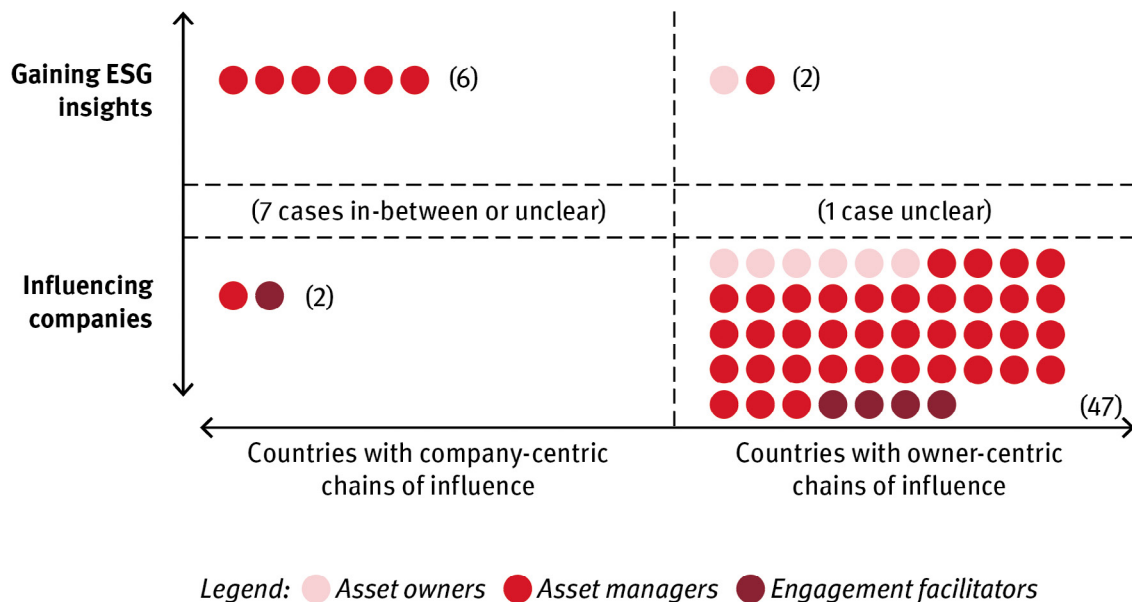 Gaining ESG
insights
(6)
(2)
(7 cases in-between or unclear)
(1 case unclear)
Influencing
companies
(2)
(47)
Countries with company-centric
chains of influence
Countries with owner-centric
chains of influence
Legend: Asset owners Asset managers Engagement facilitators